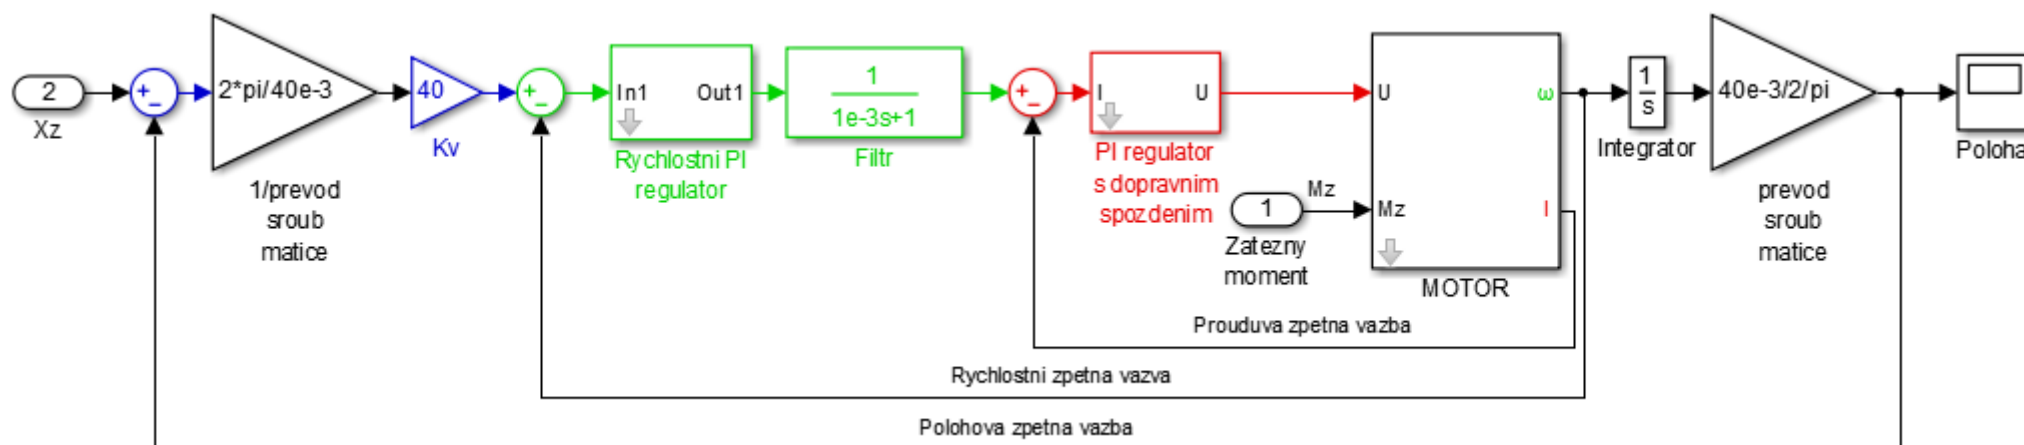 2
Xz
+
−
2*pi/40e-3
1/prevod
sroub
matice
40
Kv
+
−
In1 Out1
Rychlostni PI
regulator
1
1e-3s+1
Filtr
+
−
I U
PI regulator
s dopravnim
spozdenim
1
Mz
Zatezny
moment
U ω
Mz I
MOTOR
1
s
Integrator
40e-3/2/pi
prevod
sroub
matice
Poloha
Prouduva zpetna vazba
Rychlostni zpetna vazva
Polohova zpetna vazba